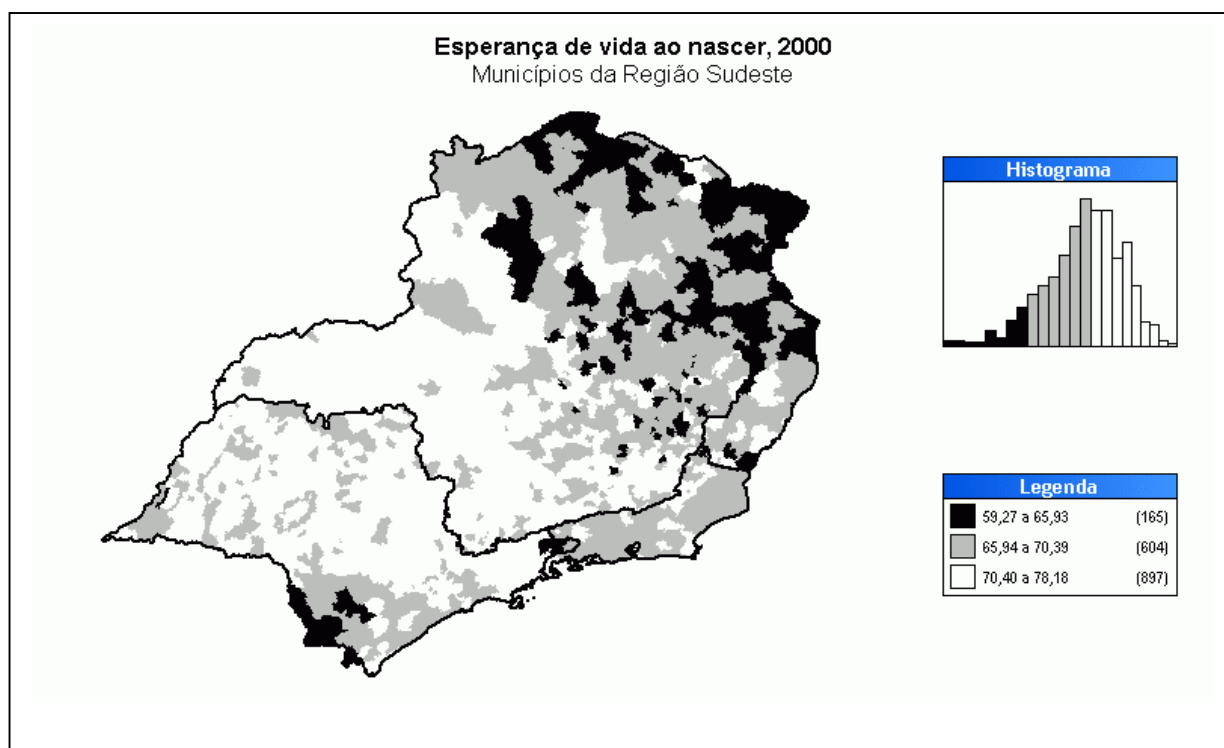 Esperança de vida ao nascer, 2000
Municípios da Região Sudeste
Histograma
Legenda
59,27 a 65,93 (165)
65,94 a 70,39 (604)
70,40 a 78,18 (897)